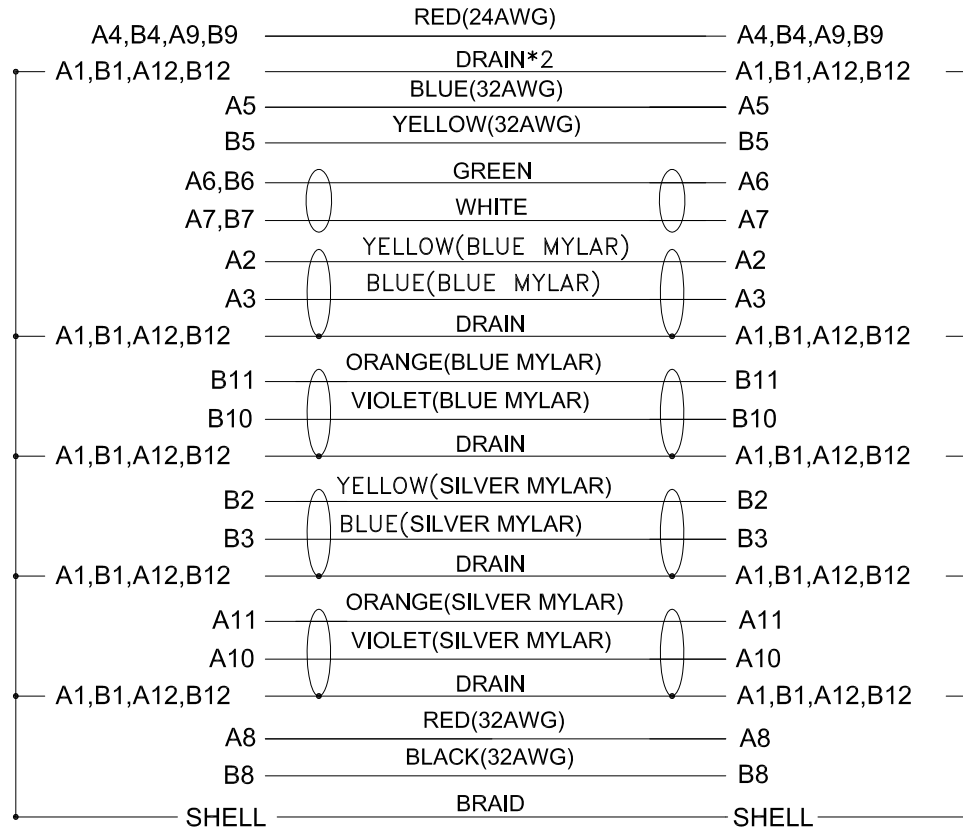 RED(24AWG)
A4,B4,A9,B9 A4,B4,A9,B9
DRAIN*2
A1,B1,A12,B12 A1,B1,A12,B12
BLUE(32AWG)
A5 A5
YELLOW(32AWG)
B5 B5
GREEN
A6,B6 A6
WHITE
A7,B7 A7
YELLOW(BLUE MYLAR)
A2 A2
BLUE(BLUE MYLAR)
A3 A3
DRAIN
A1,B1,A12,B12 A1,B1,A12,B12
ORANGE(BLUE MYLAR)
B11 B11
VIOLET(BLUE MYLAR)
B10 B10
DRAIN
A1,B1,A12,B12 A1,B1,A12,B12
YELLOW(SILVER MYLAR)
B2 B2
BLUE(SILVER MYLAR)
B3 B3
DRAIN
A1,B1,A12,B12 A1,B1,A12,B12
ORANGE(SILVER MYLAR)
A11 A11
VIOLET(SILVER MYLAR)
A10 A10
DRAIN
A1,B1,A12,B12 A1,B1,A12,B12
RED(32AWG)
A8 A8
BLACK(32AWG)
B8 B8
BRAID
SHELL SHELL